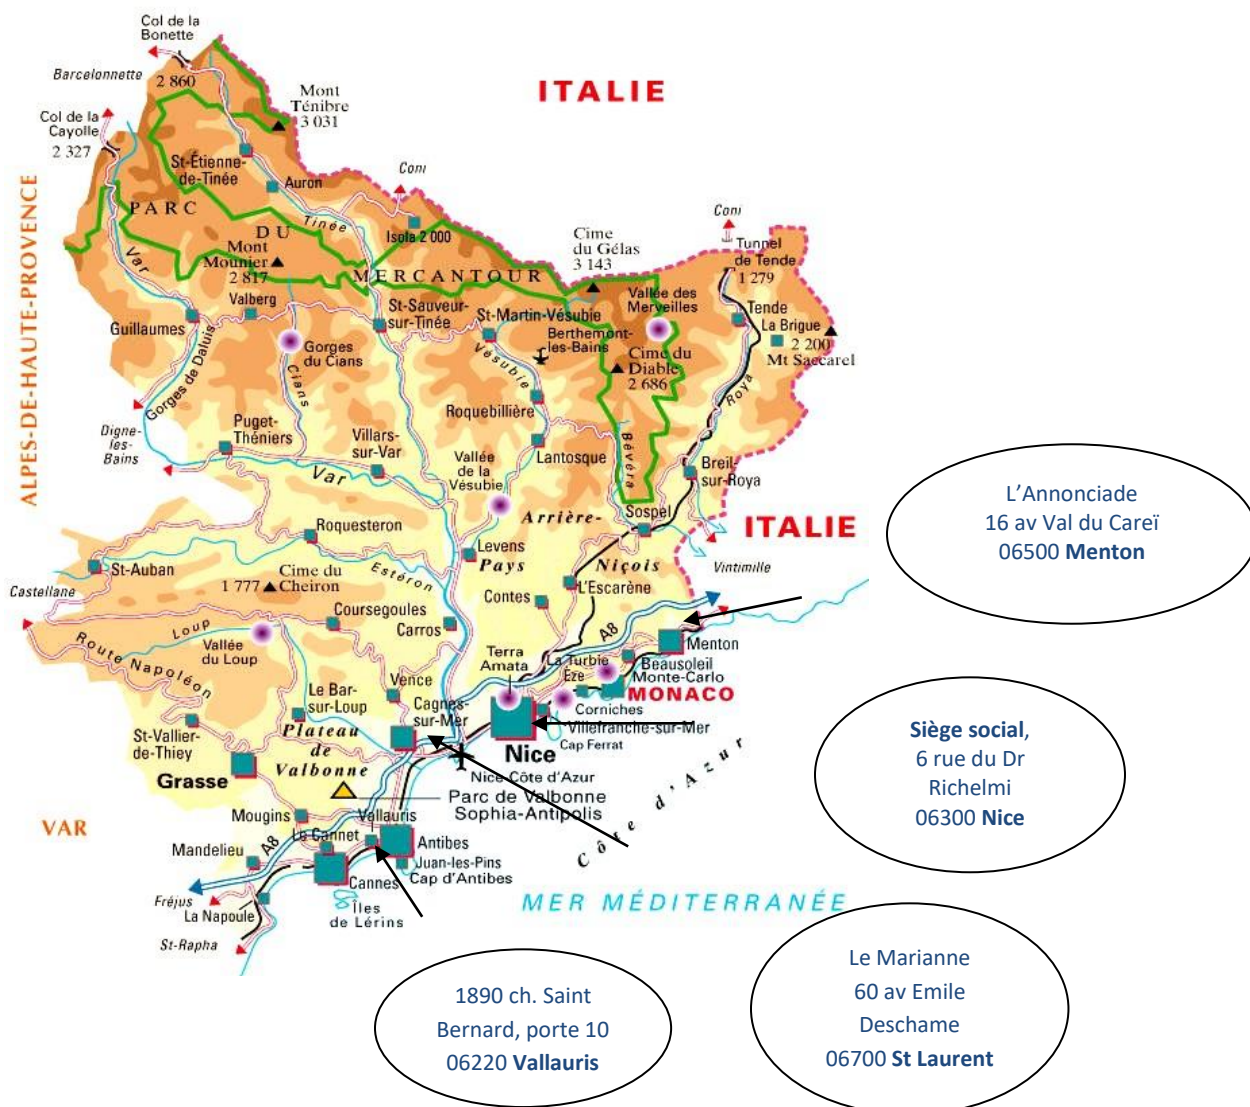 Col de la
Bonette
Barcelonnette
2 860
ITALIE
Mont
Ténibre
3 031
Col de la
Cayolle
2 327
St-Étienne-
de-Tinée
Auron
Coni
ALPES-DE-HAUTE-PROVENCE
PARC
DU
MERCANTOUR
Tinée
Isola 2 000
Coni
Tunnel
de Tende
1 279
Cime
du Gélas
3 143
Var
Mont
Mounier
2 817
Valberg
Guillaumes
St-Sauveur-
sur-Tinée
St-Martin-Vésubie
Vallée des
Merveilles
Tende
La Brigue
2 200
Mt Saccarel
Berthemont-
les-Bains
Gorges
du Cians
Gorges de Daluis
Cians
Vésubie
Cime du
Diable
2 686
Roya
Roquebillière
Digne-
les-
Bains
Puget-
Théniers
Villars-
sur-Var
Var
Lantosque
Bévéra
Breil-
sur-Roya
Vallée
de la
Vésubie
Sospel
ITALIE
Vintimille
Roquesteron
Arrière-
Pays
Niçois
Levens
L'Escarène
Contes
St-Auban
Castellane
1 777
Cime du
Cheiron
Estéron
Coursegoules
Carros
Loup
Vallée
du Loup
Route Napoléon
A8
Menton
Terra
Amata
La Turbie
Èze
Beausoleil
Monte-Carlo
MONACO
Corniches
Villefranche-sur-Mer
Cap Ferrat
Vence
Le Bar-
sur-Loup
Cagnes-
sur-Mer
St-Vallier-
de-Thiey
Plateau
de
Valbonne
Grasse
Nice
Nice Côte d'Azur
Parc de Valbonne
Sophia-Antipolis
Côte d'Azur
VAR
Mougins
Vallauris
Le Cannet
Antibes
A8
Mandelieu
Juan-les-Pins
Cap d'Antibes
Cannes
Fréjus
La Napoule
Îles
de Lérins
St-Rapha
MER MÉDITERRANÉE
L’Annonciade
16 av Val du Careï
06500 Menton
Siège social,
6 rue du Dr
Richelmi
06300 Nice
Le Marianne
60 av Emile
Deschame
06700 St Laurent
1890 ch. Saint
Bernard, porte 10
06220 Vallauris